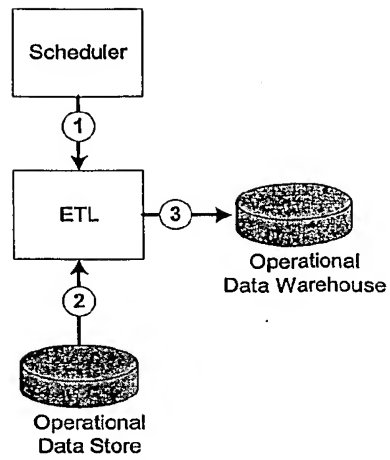 Scheduler
1
ETL
3
Operational
Data Warehouse
2
Operational
Data Store